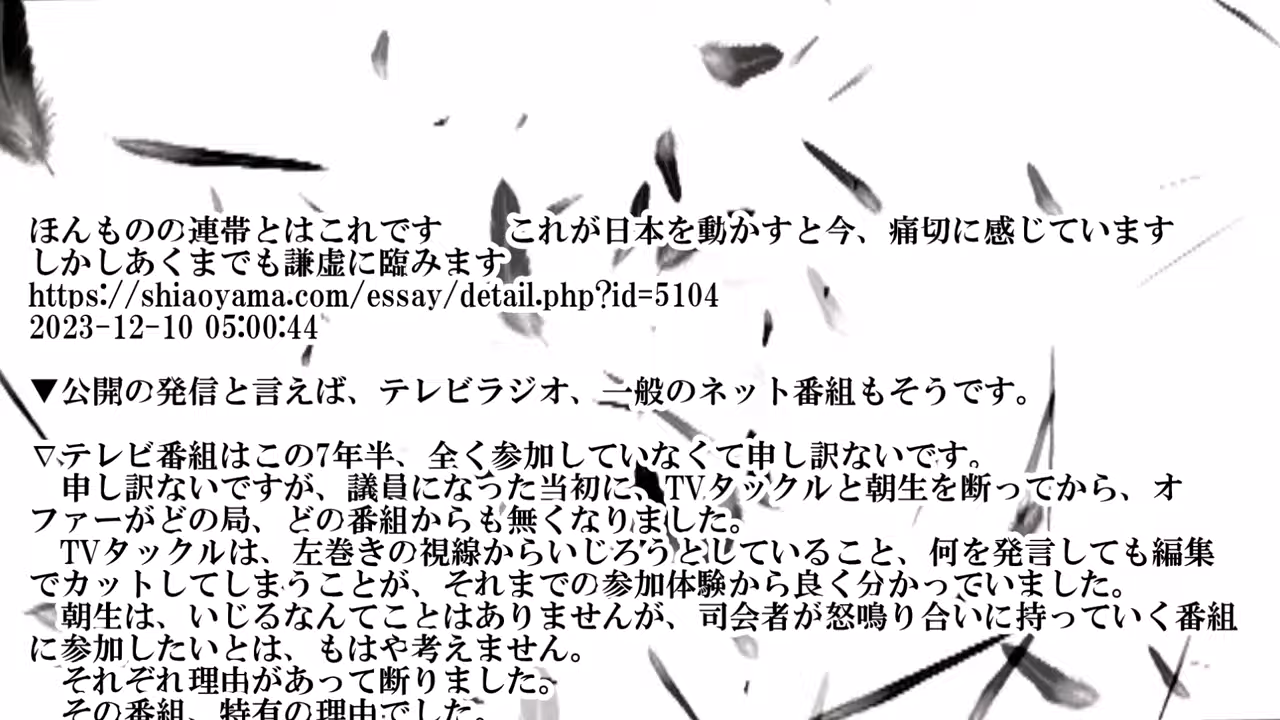 ほんものの連帯とはこれです　　これが日本を動かすと今、痛切に感じています
しかしあくまでも謙虚に臨みます
https://shiaoyama.com/essay/detail.php?id=5104
2023-12-10 05:00:44
▼公開の発信と言えば、テレビラジオ、一般のネット番組もそうです。
▽テレビ番組はこの7年半、全く参加していなくて申し訳ないです。
　申し訳ないですが、議員になった当初に、TVタックルと朝生を断ってから、オ
ファーがどの局、どの番組からも無くなりました。
　TVタックルは、左巻きの視線からいじろうとしていること、何を発言しても編集
でカットしてしまうことが、それまでの参加体験から良く分かっていました。
　朝生は、いじるなんてことはありませんが、司会者が怒鳴り合いに持っていく番組
に参加したいとは、もはや考えません。
　それぞれ理由があって断りました。
　その番組、特有の理由でした。